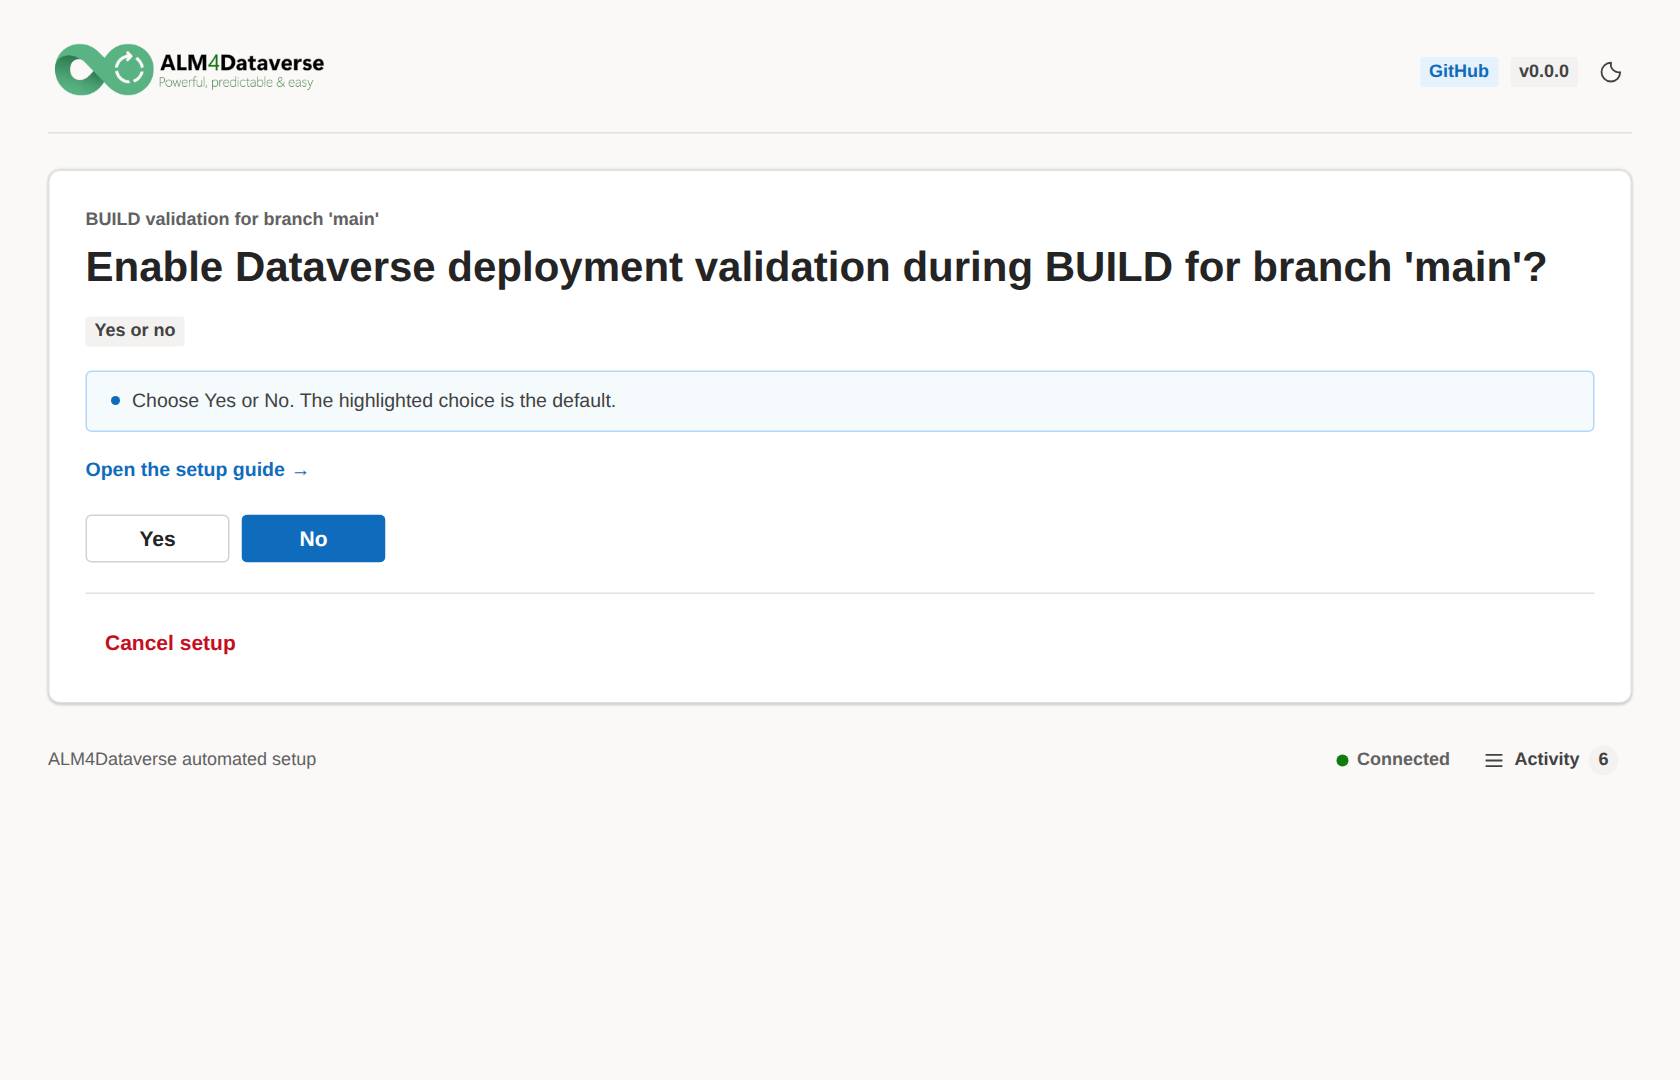 ALM4Dataverse
Powerful, predictable & easy
GitHub
v0.0.0
BUILD validation for branch 'main'
Enable Dataverse deployment validation during BUILD for branch 'main'?
Yes or no
Choose Yes or No. The highlighted choice is the default.
Open the setup guide →
Yes
No
Cancel setup
ALM4Dataverse automated setup
Connected
Activity
6